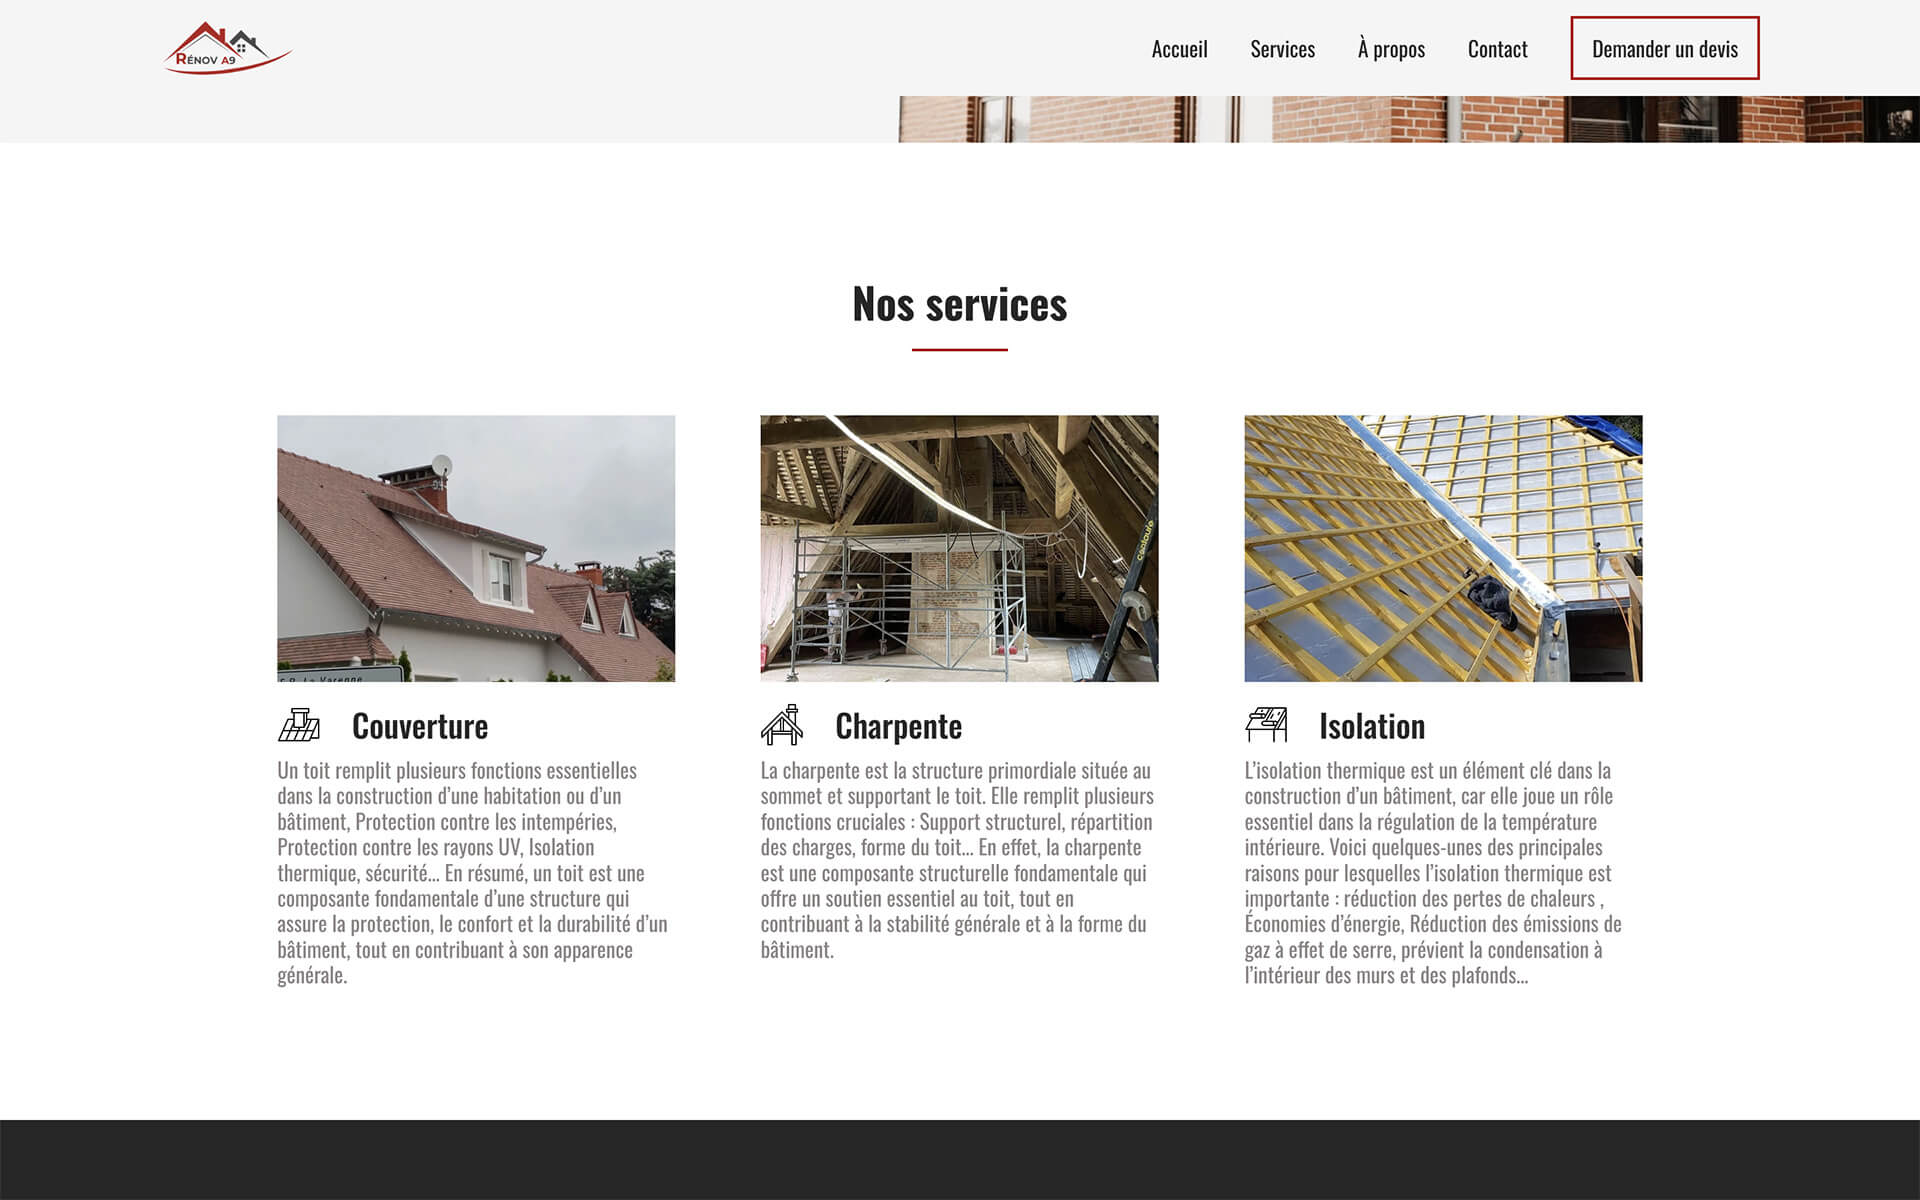 RÉNOV A9
Accueil
Services
À propos
Contact
Demander un devis
Nos services
centaure
La Varenne
Couverture
Un toit remplit plusieurs fonctions essentielles
dans la construction d’une habitation ou d’un
bâtiment, Protection contre les intempéries,
Protection contre les rayons UV, Isolation
thermique, sécurité... En résumé, un toit est une
composante fondamentale d’une structure qui
assure la protection, le confort et la durabilité d’un
bâtiment, tout en contribuant à son apparence
générale.
Charpente
La charpente est la structure primordiale située au
sommet et supportant le toit. Elle remplit plusieurs
fonctions cruciales : Support structurel, répartition
des charges, forme du toit... En effet, la charpente
est une composante structurelle fondamentale qui
offre un soutien essentiel au toit, tout en
contribuant à la stabilité générale et à la forme du
bâtiment.
Isolation
L’isolation thermique est un élément clé dans la
construction d’un bâtiment, car elle joue un rôle
essentiel dans la régulation de la température
intérieure. Voici quelques-unes des principales
raisons pour lesquelles l’isolation thermique est
importante : réduction des pertes de chaleurs ,
Économies d’énergie, Réduction des émissions de
gaz à effet de serre, prévient la condensation à
l’intérieur des murs et des plafonds...